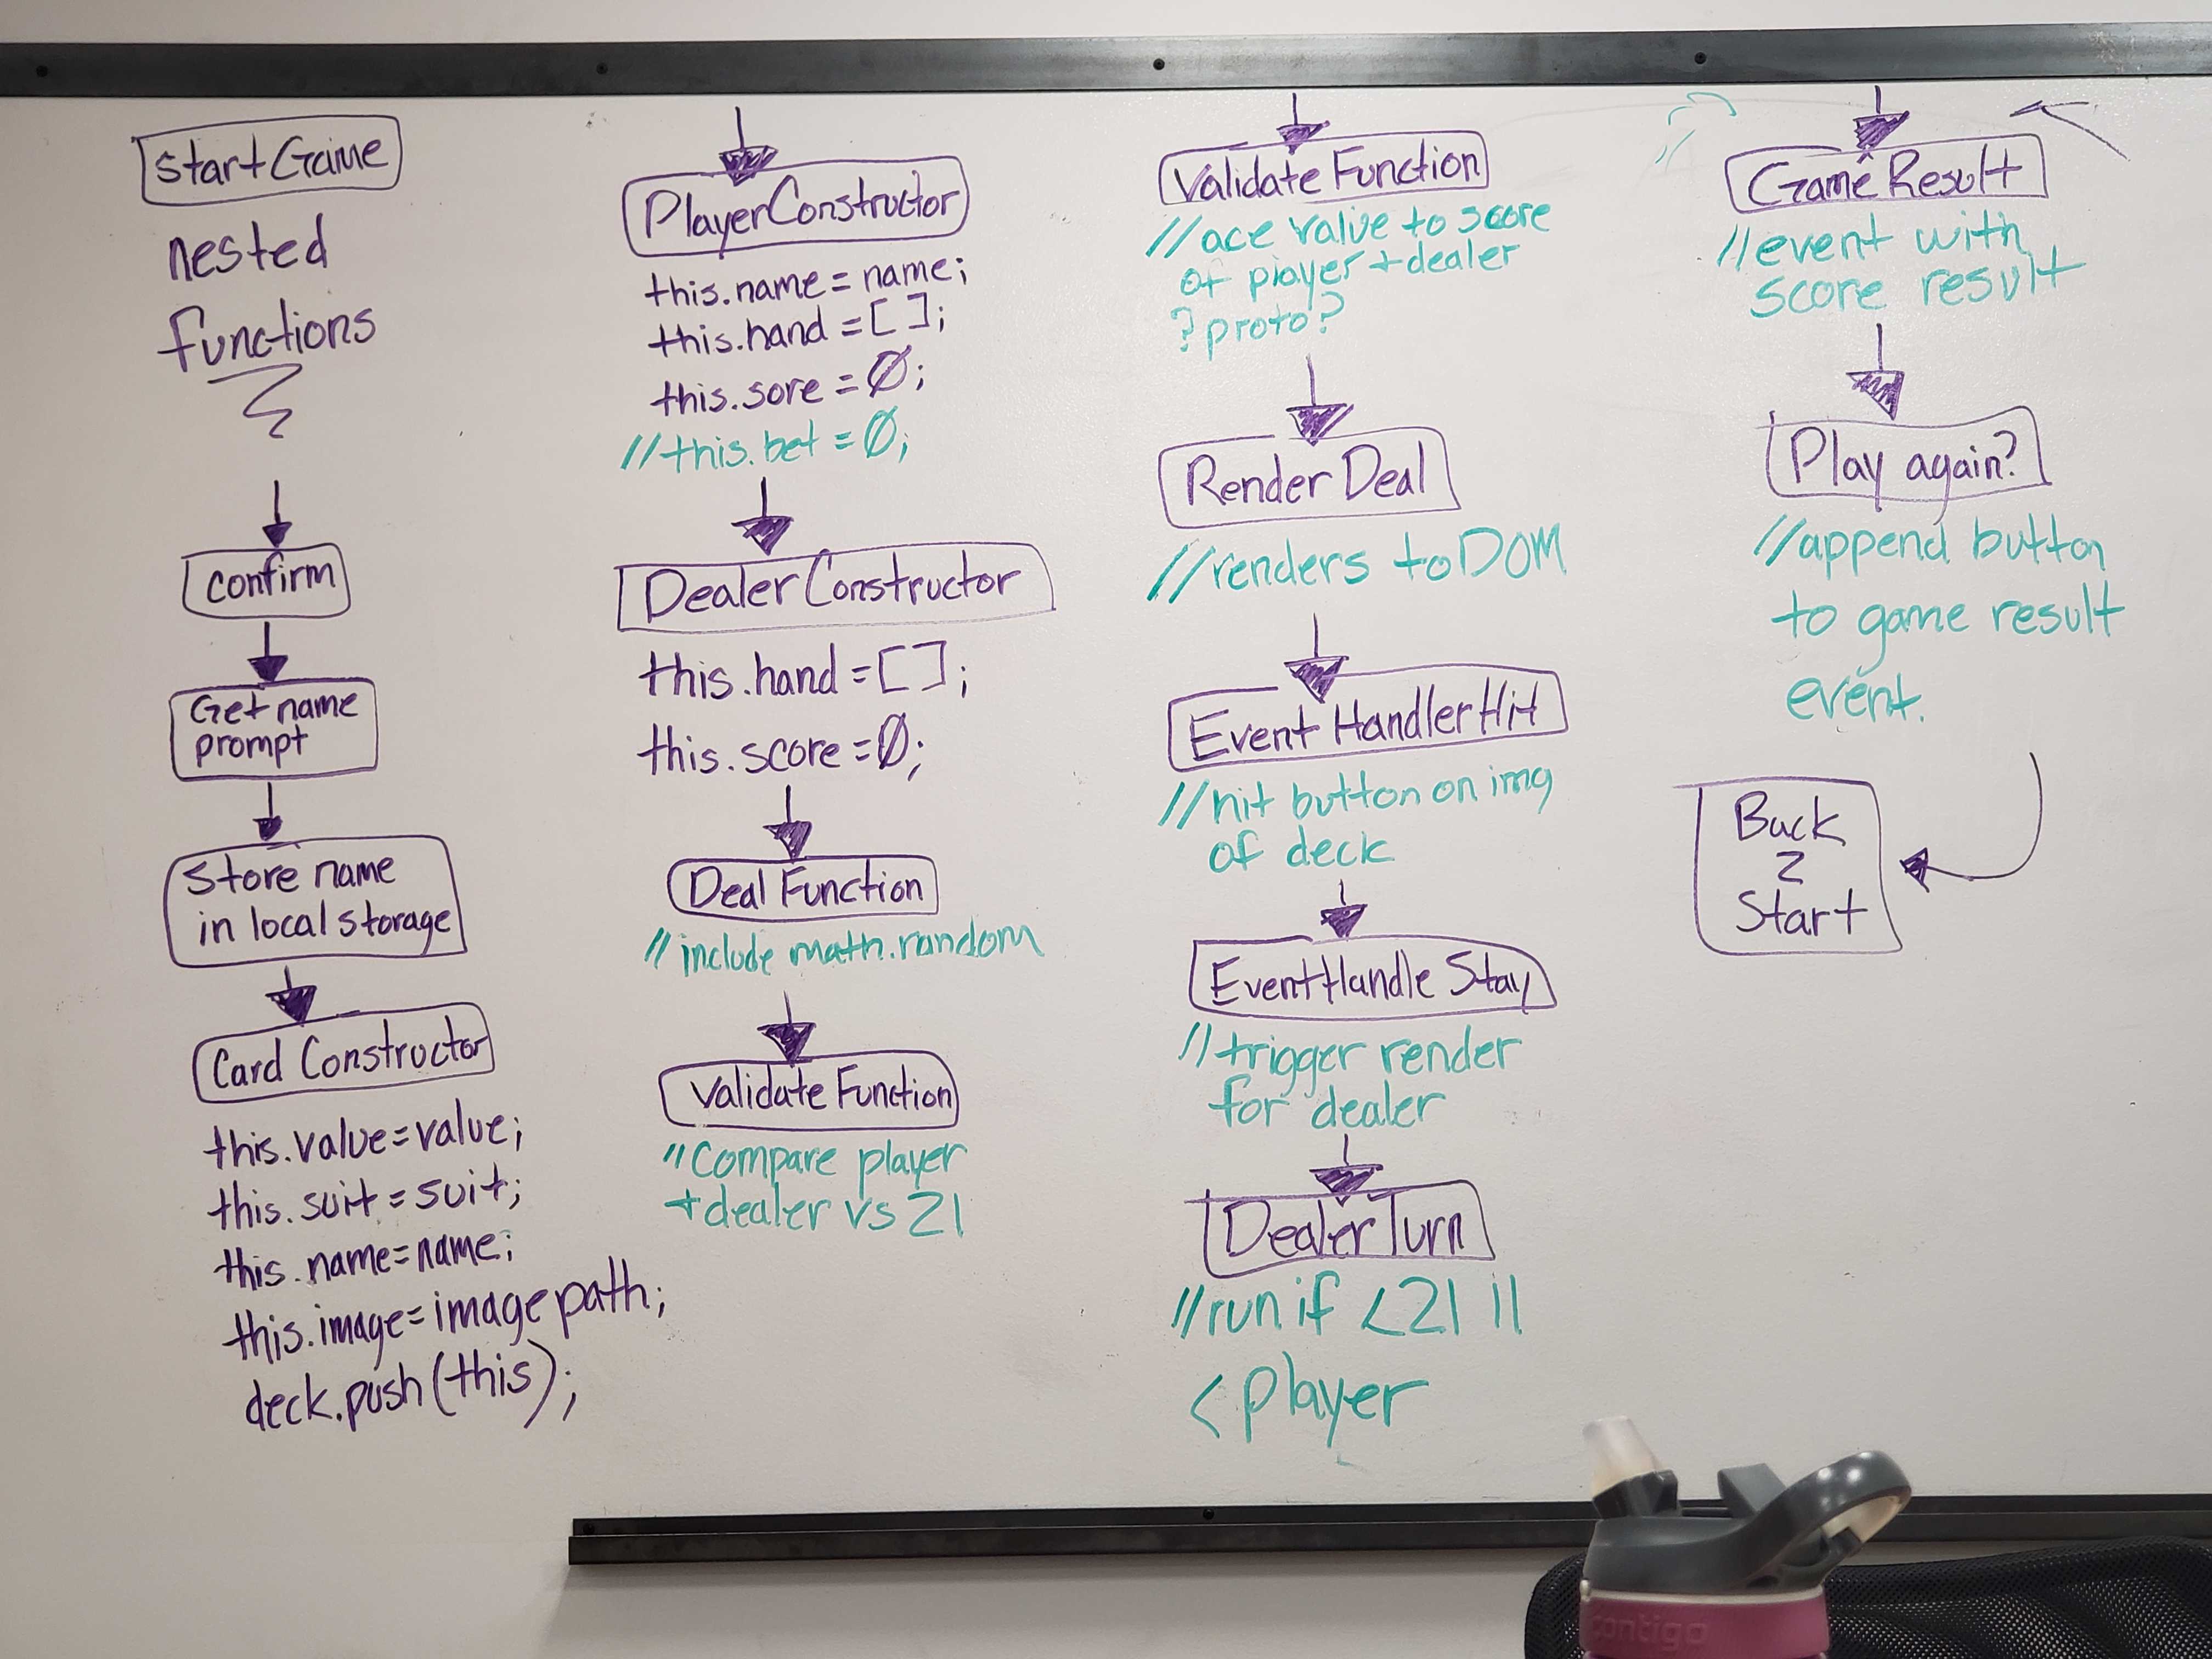 startGame
nested
functions
confirm
Get name
prompt
Store name
in local storage
Card Constructor
this.value=value;
this.suit=suit;
this.name=name;
this.image=image path;
deck.push(this);
PlayerConstructor
this.name=name;
this.hand=[];
this.sore=Ø;
//this.bet=Ø;
Dealer Constructor
this.hand=[];
this.score=Ø;
Deal Function
// include math.random
Validate Function
"Compare player
+dealer vs 21
Validate Function
//ace value to score
of player+dealer
?proto?
Render Deal
//renders to DOM
Event HandlerHit
//hit button on img
of deck
EventHandle Stay
//trigger render
for dealer
DealerTurn
//run if <21 ||
<player
Game Result
//event with
score result
Play again?
//append button
to game result
event.
Back
2
Start
contigo